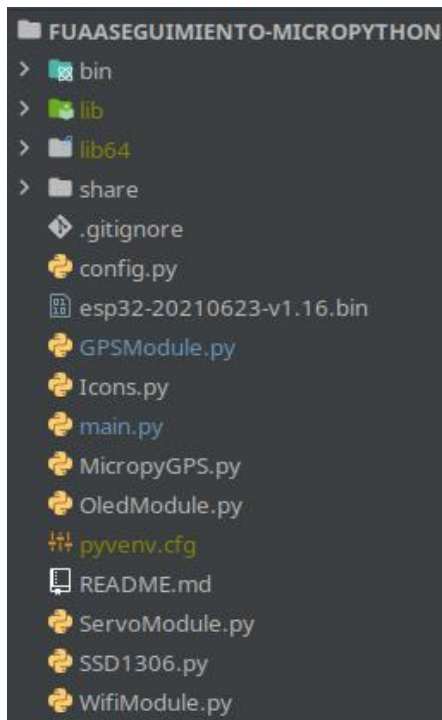 FUAASEGUIMIENTO-MICROPYTHON
bin
lib
lib64
share
.gitignore
config.py
esp32-20210623-v1.16.bin
GPSModule.py
Icons.py
main.py
MicropyGPS.py
OledModule.py
pyvenv.cfg
README.md
ServoModule.py
SSD1306.py
WifiModule.py